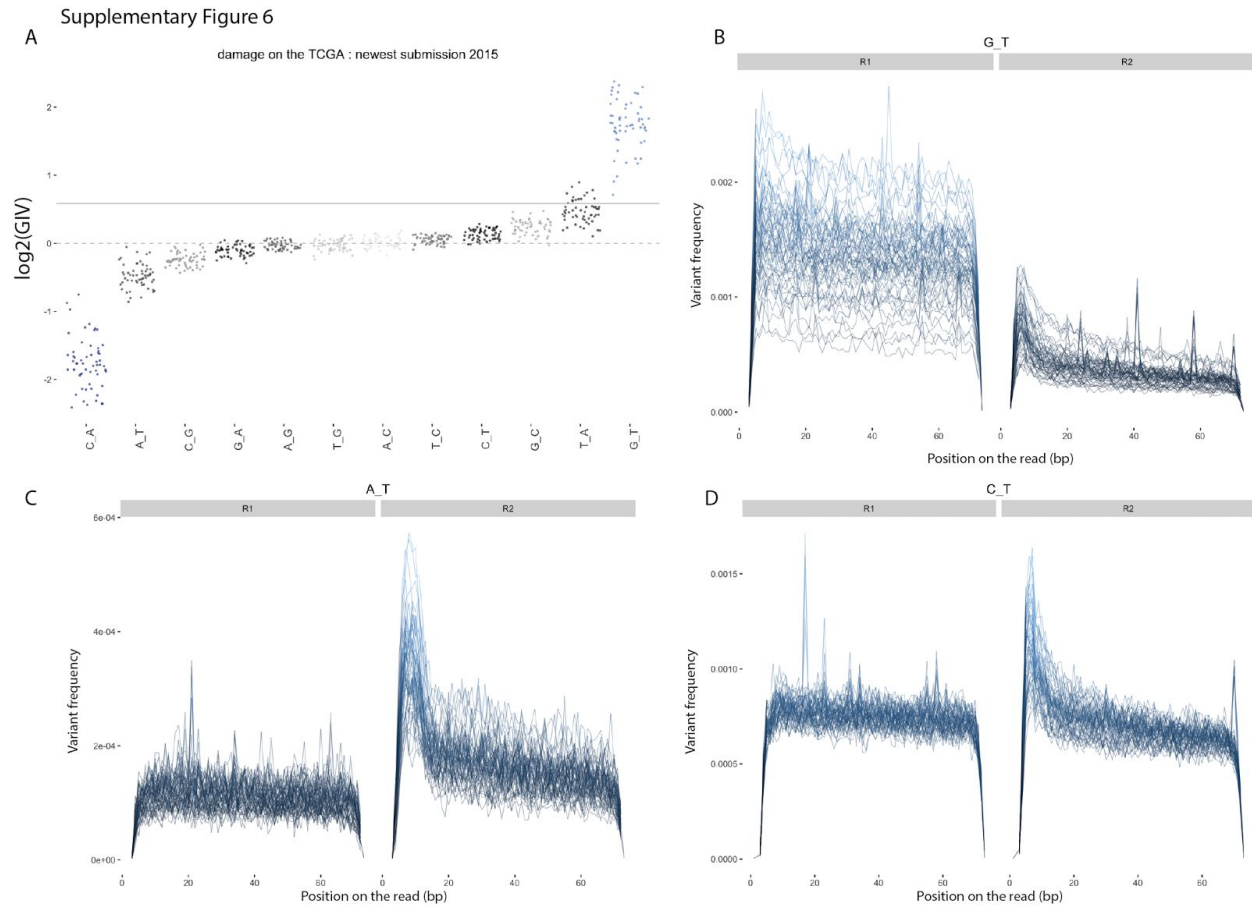 Supplementary Figure 6
A
damage on the TCGA : newest submission 2015
log2(GIV)
2
1
0
-1
-2
C_A
A_T
C_G
G_A
A_G
T_G
A_C
T_C
C_T
G_C
T_A
G_T
B
G_T
R1
R2
Variant frequency
0.002
0.001
0.000
0
20
40
60
0
20
40
60
Position on the read (bp)
C
A_T
R1
R2
Variant frequency
6e-04
4e-04
2e-04
0e+00
0
20
40
60
0
20
40
60
Position on the read (bp)
D
C_T
R1
R2
Variant frequency
0.0015
0.0010
0.0005
0.0000
0
20
40
60
0
20
40
60
Position on the read (bp)